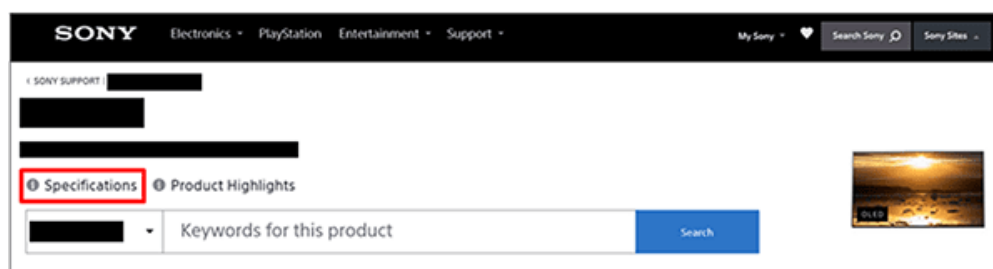 SONY Electronics PlayStation Entertainment Support My Sony Search Sony Sony Sites
‹ SONY SUPPORT |
Specifications Product Highlights
OLED
Keywords for this product Search